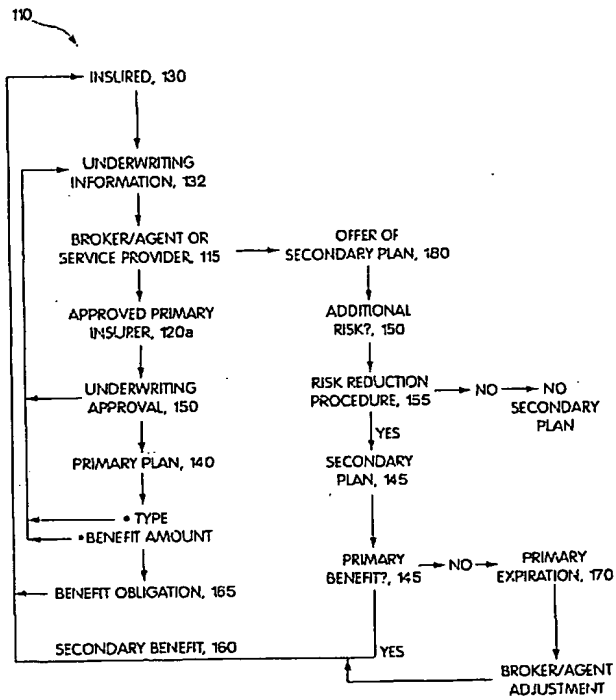 110
INSURED, 130
UNDERWRITING
INFORMATION, 132
BROKER/AGENT OR
SERVICE PROVIDER, 115
APPROVED PRIMARY
INSURER, 120a
UNDERWRITING
APPROVAL, 150
PRIMARY PLAN, 140
• TYPE
• BENEFIT AMOUNT
BENEFIT OBLIGATION, 165
SECONDARY BENEFIT, 160
OFFER OF
SECONDARY PLAN, 180
ADDITIONAL
RISK?, 150
RISK REDUCTION
PROCEDURE, 155
NO
NO
SECONDARY
PLAN
YES
SECONDARY
PLAN, 145
PRIMARY
BENEFIT?, 145
NO
PRIMARY
EXPIRATION, 170
YES
BROKER/AGENT
ADJUSTMENT